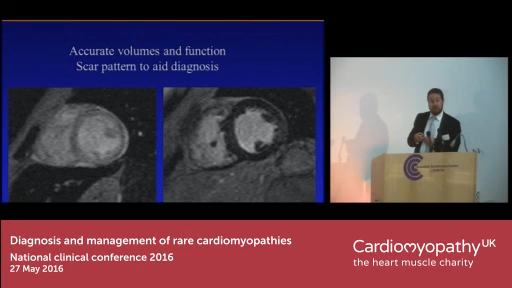 Accurate volumes and function
Scar pattern to aid diagnosis
Diagnosis and management of rare cardiomyopathies
National clinical conference 2016
27 May 2016
Cardiomyopathy UK
the heart muscle charity